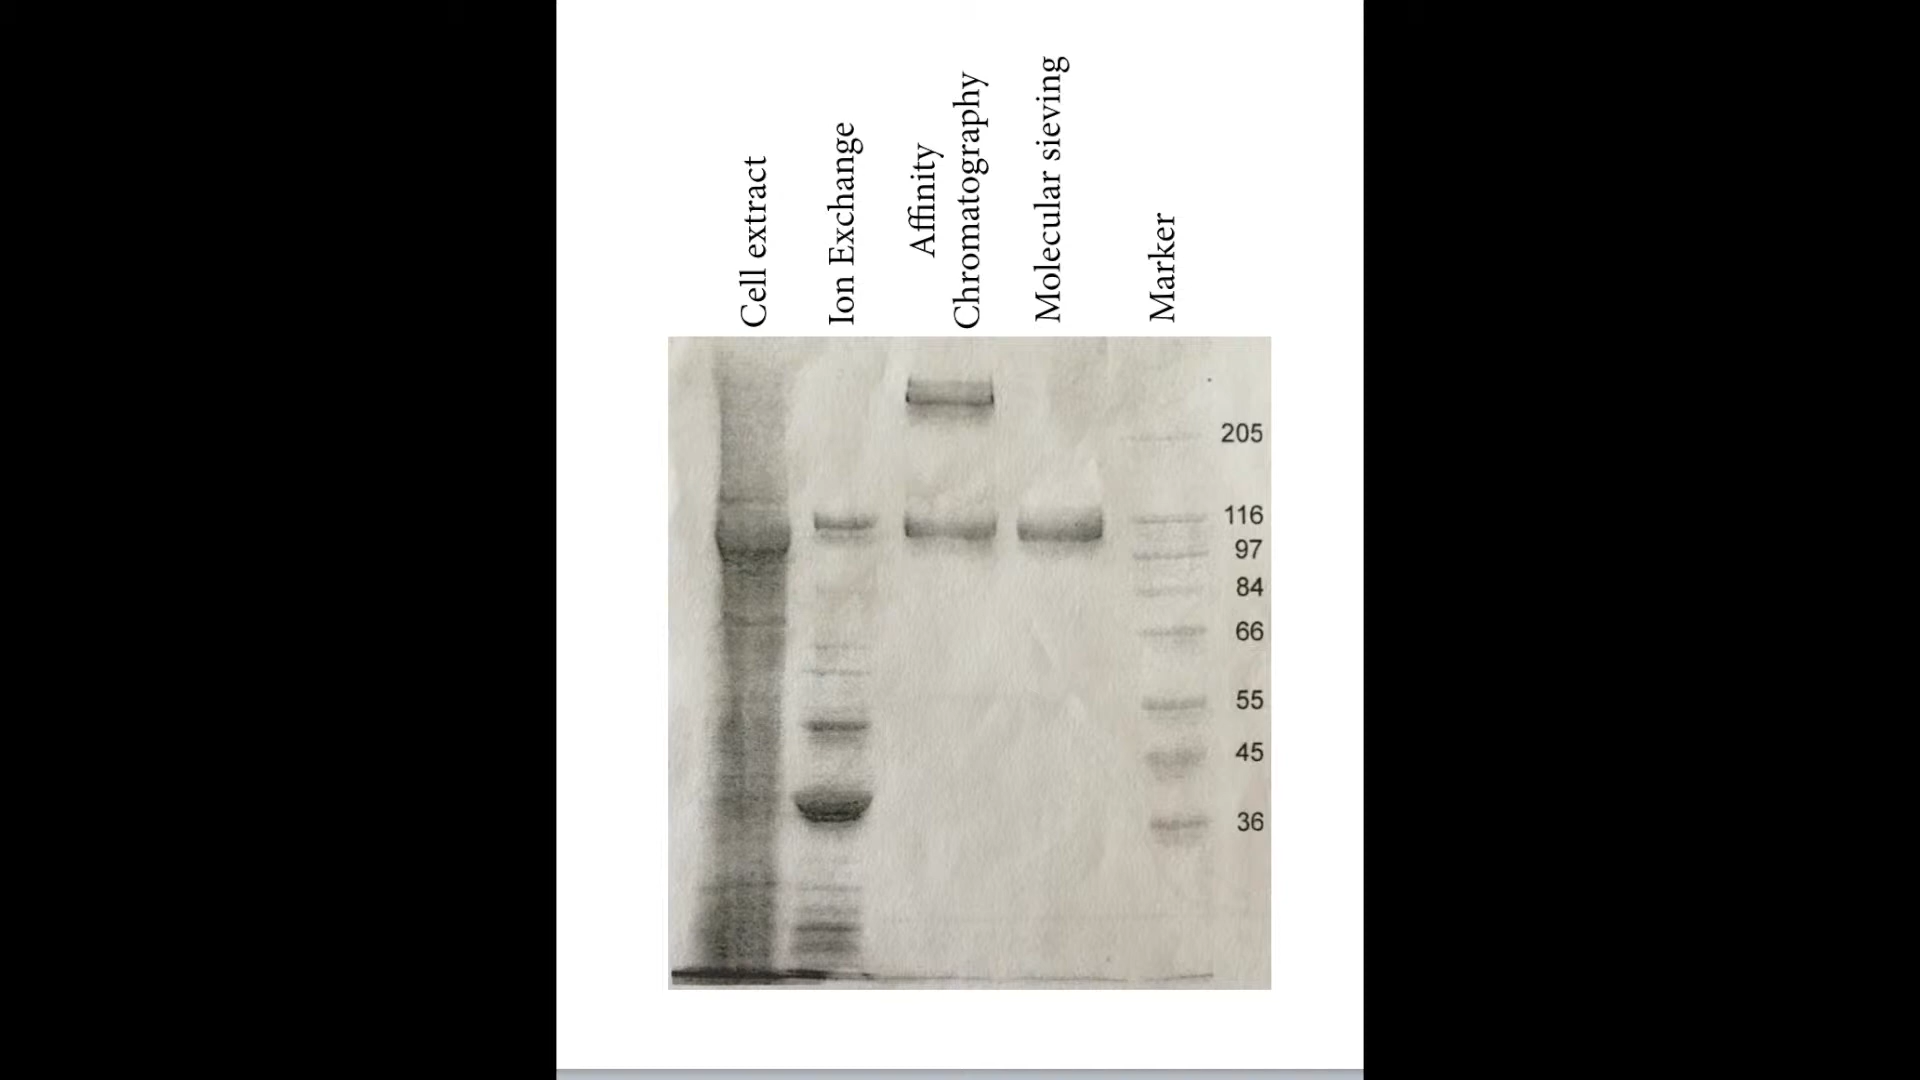 Cell extract
Ion Exchange
Affinity
Chromatography
Molecular sieving
Marker
205
116
97
84
66
55
45
36